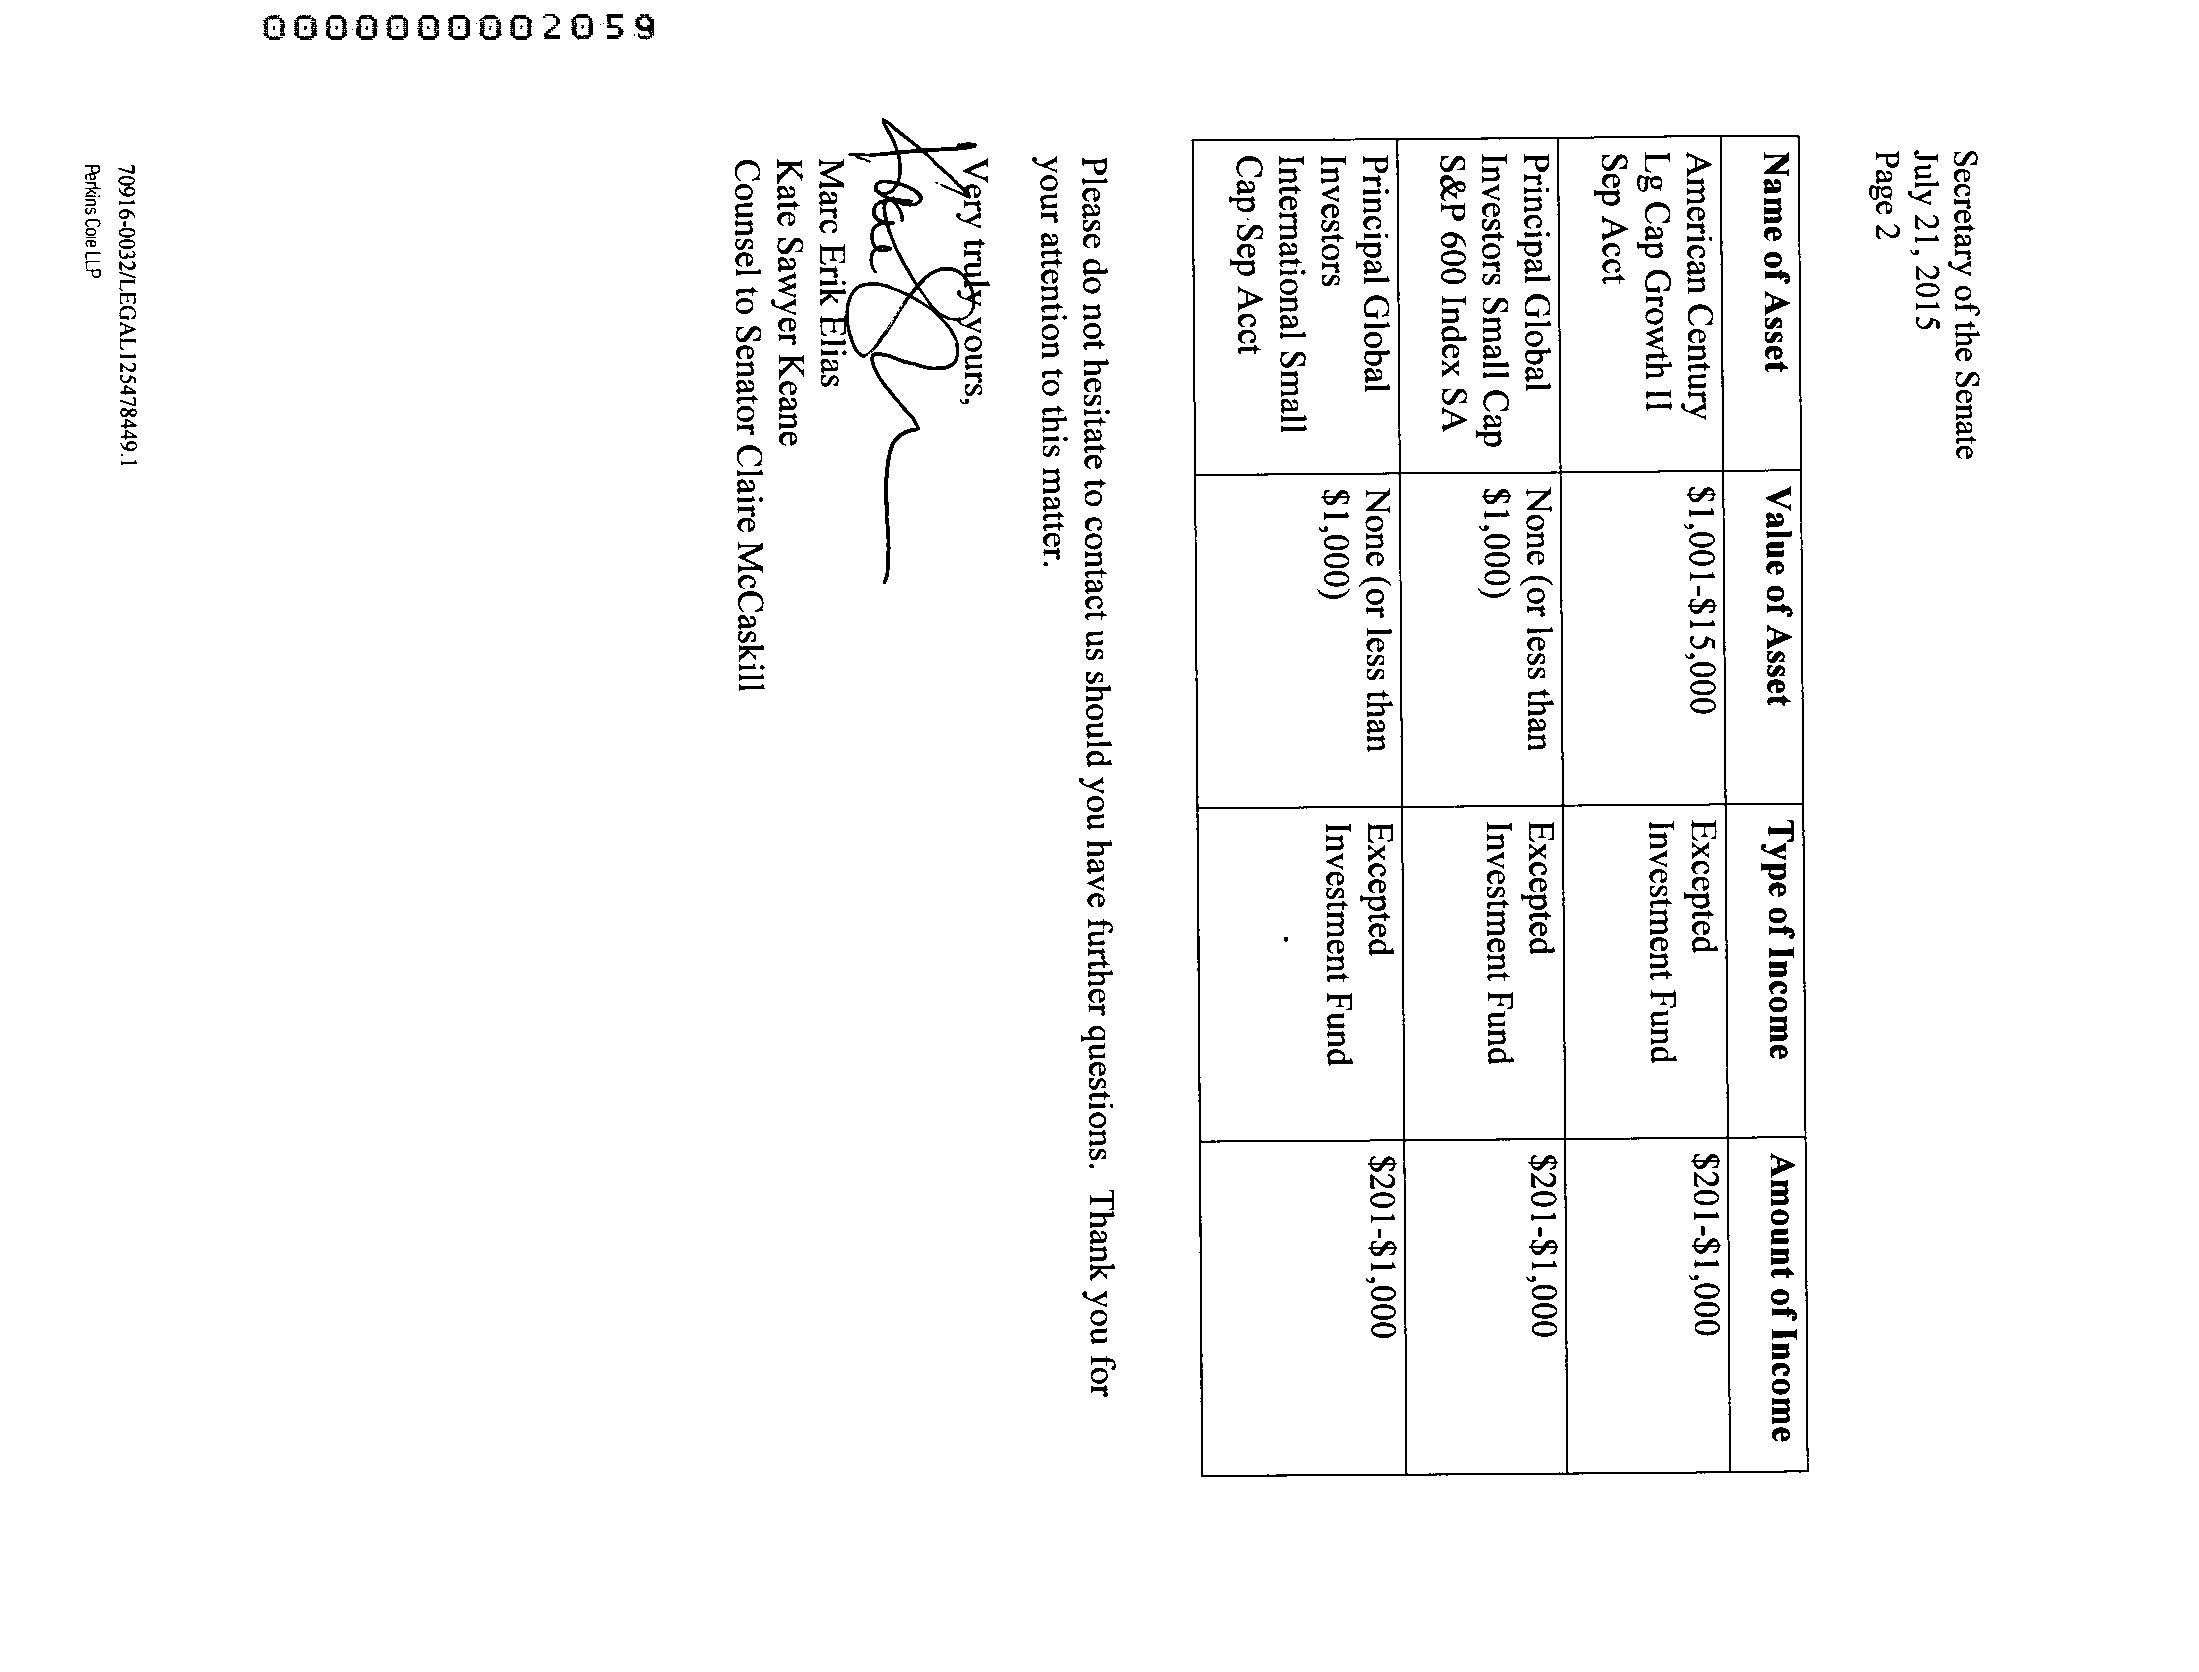 Secretary of the Senate
July 21, 2015
Page 2
Name of Asset Value of Asset Type of Income Amount of Income
American Century $1,001-$15,000 Excepted $201-$1,000
Lg Cap Growth II Investment Fund
Sep Acct
Principal Global None (or less than Excepted $201-$1,000
Investors Small Cap $1,000) Investment Fund
S&P 600 Index SA
Principal Global None (or less than Excepted $201-$1,000
Investors $1,000) Investment Fund
International Small
Cap Sep Acct
Please do not hesitate to contact us should you have further questions. Thank you for
your attention to this matter.
Very truly yours,
Marc Erik Elias
Kate Sawyer Keane
Counsel to Senator Claire McCaskill
70916-0032/LEGAL125478449.1
Perkins Coie LLP
0000000002059